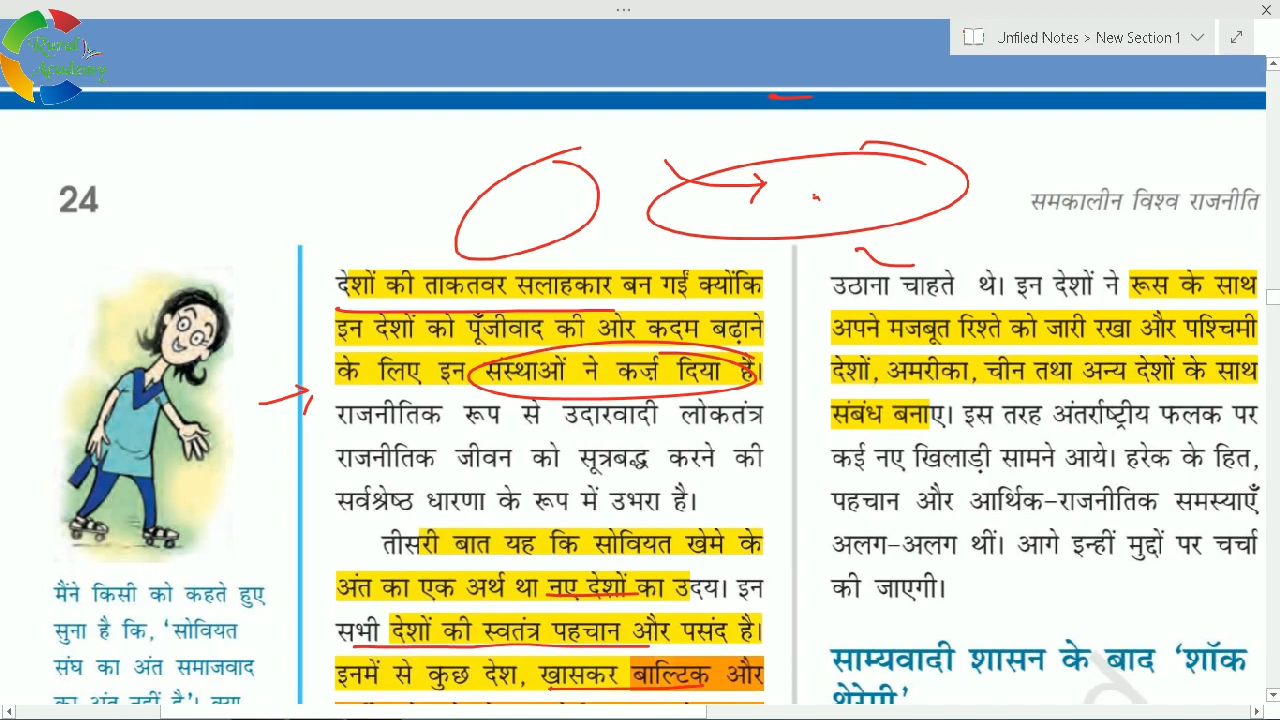 Rural
Academy
Unfiled Notes > New Section 1
24
समकालीन विश्व राजनीति
देशों की ताकतवर सलाहकार बन गईं क्योंकि
इन देशों को पूँजीवाद की ओर कदम बढ़ाने
के लिए इन संस्थाओं ने कर्ज दिया है।
राजनीतिक रूप से उदारवादी लोकतंत्र
राजनीतिक जीवन को सूत्रबद्ध करने की
सर्वश्रेष्ठ धारणा के रूप में उभरा है।
तीसरी बात यह कि सोवियत खेमे के
अंत का एक अर्थ था नए देशों का उदय। इन
सभी देशों की स्वतंत्र पहचान और पसंद है।
इनमें से कुछ देश, खासकर बाल्टिक और
उठाना चाहते थे। इन देशों ने रूस के साथ
अपने मजबूत रिश्ते को जारी रखा और पश्चिमी
देशों, अमरीका, चीन तथा अन्य देशों के साथ
संबंध बनाए। इस तरह अंतर्राष्ट्रीय फलक पर
कई नए खिलाड़ी सामने आये। हरेक के हित,
पहचान और आर्थिक-राजनीतिक समस्याएँ
अलग-अलग थीं। आगे इन्हीं मुद्दों पर चर्चा
की जाएगी।
साम्यवादी शासन के बाद 'शॉक
थेरेपी'
मैंने किसी को कहते हुए
सुना है कि, 'सोवियत
संघ का अंत समाजवाद
का अंत नहीं है'। क्या